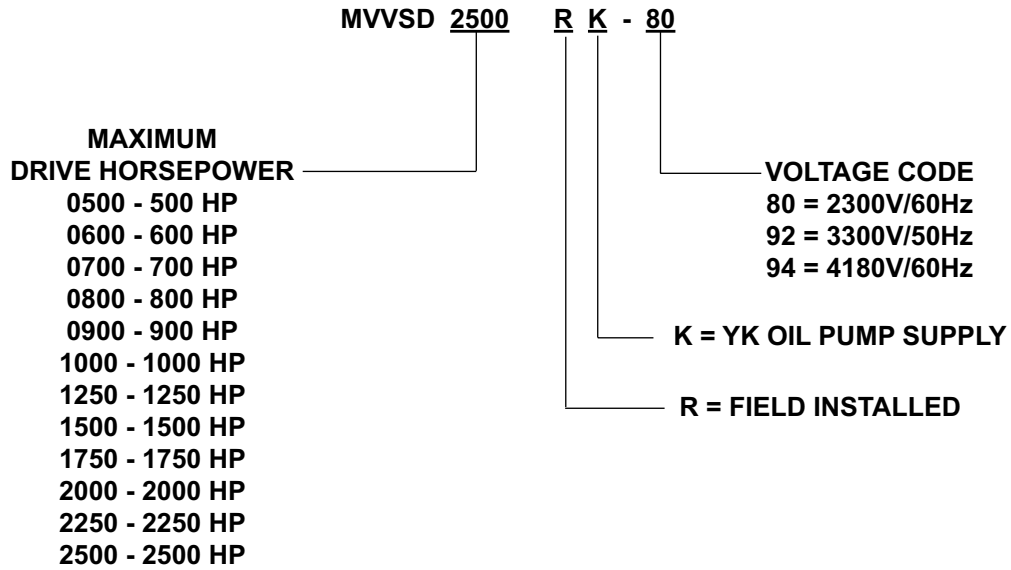 MVVSD 2500 R K - 80
MAXIMUM
DRIVE HORSEPOWER
0500 - 500 HP
0600 - 600 HP
0700 - 700 HP
0800 - 800 HP
0900 - 900 HP
1000 - 1000 HP
1250 - 1250 HP
1500 - 1500 HP
1750 - 1750 HP
2000 - 2000 HP
2250 - 2250 HP
2500 - 2500 HP
VOLTAGE CODE
80 = 2300V/60Hz
92 = 3300V/50Hz
94 = 4180V/60Hz
K = YK OIL PUMP SUPPLY
R = FIELD INSTALLED